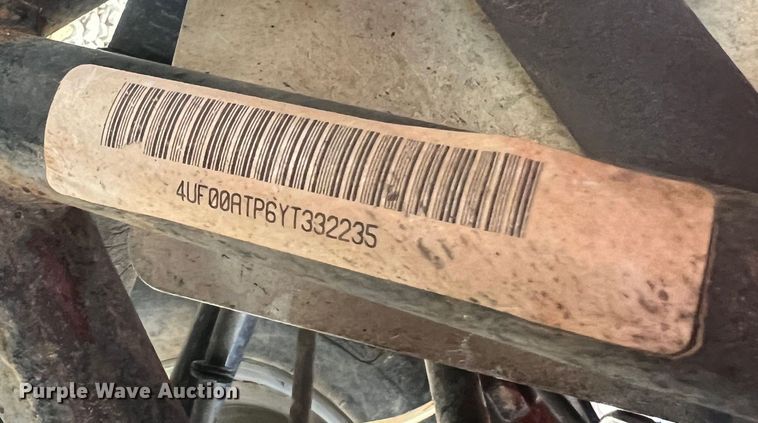 4UF00ATP6YT332235
Purple Wave Auction